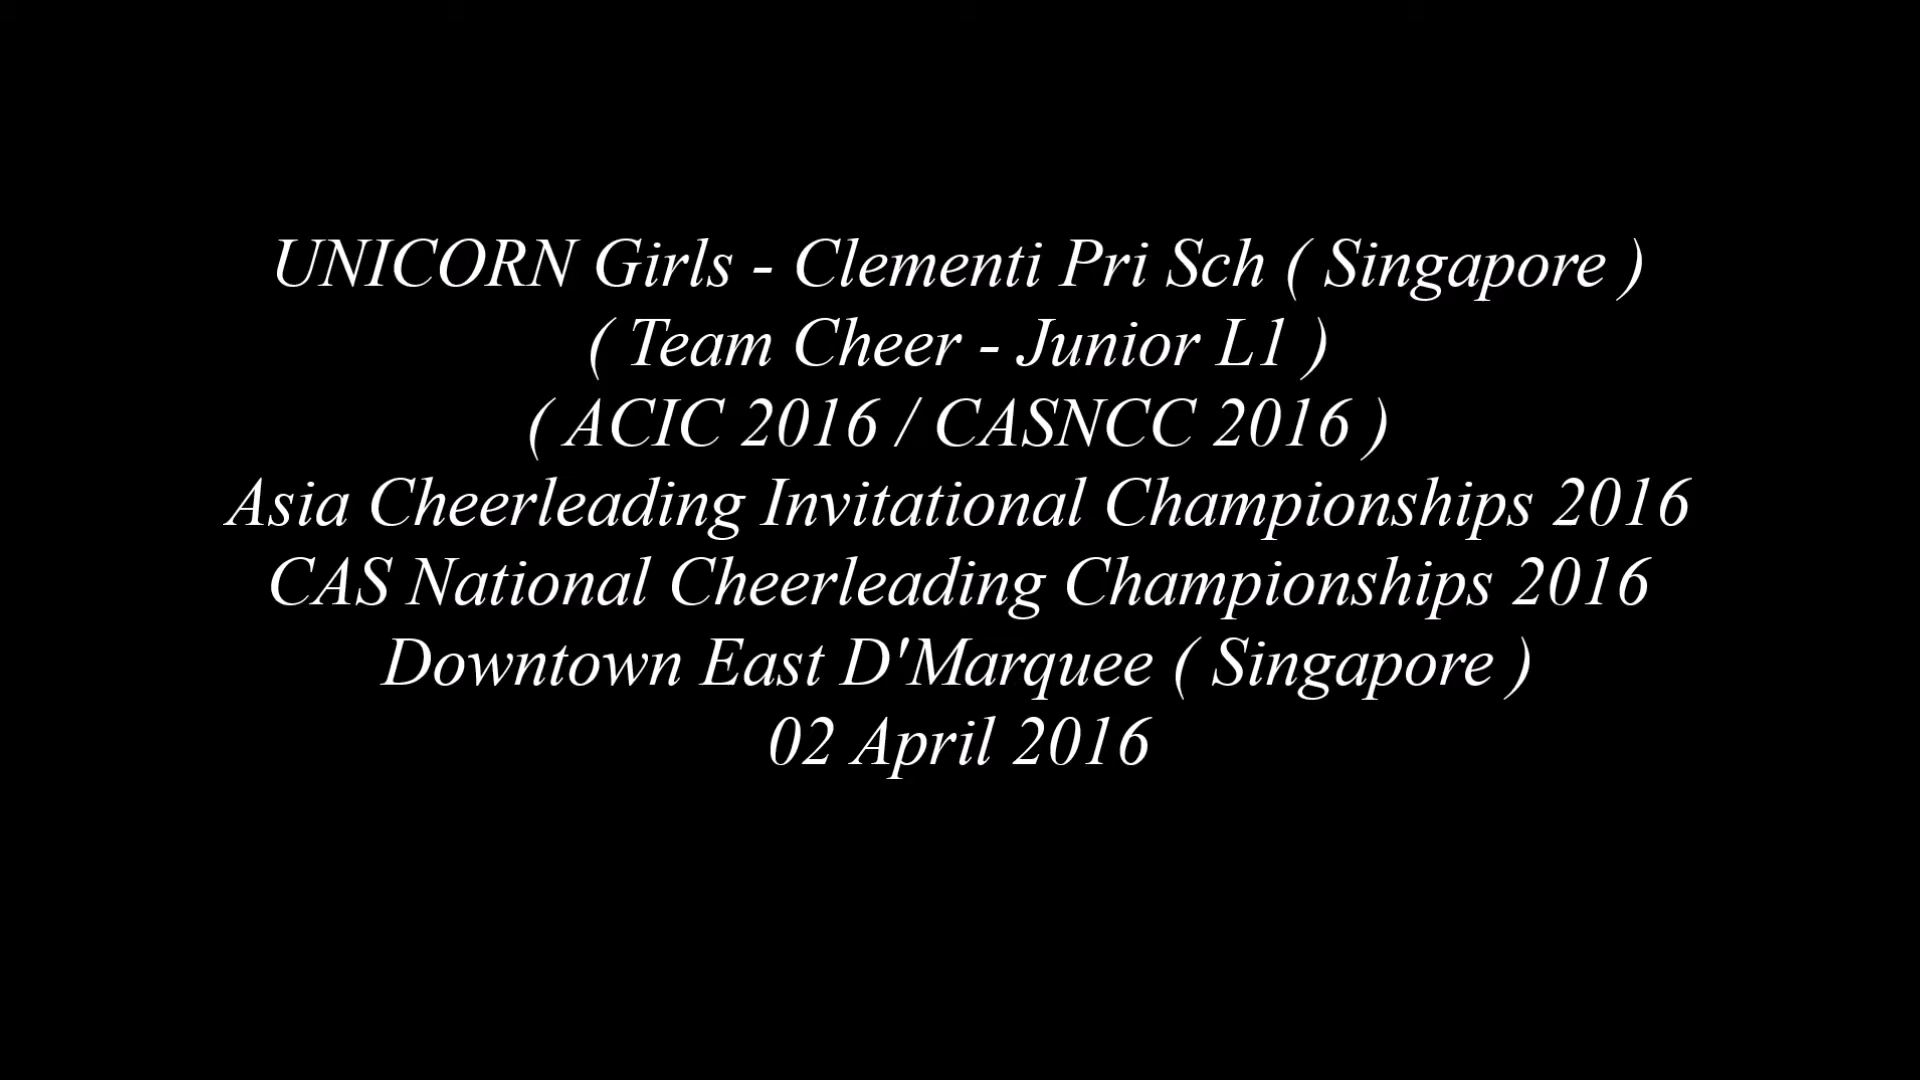 UNICORN Girls - Clementi Pri Sch ( Singapore )
( Team Cheer - Junior L1 )
( ACIC 2016 / CASNCC 2016 )
Asia Cheerleading Invitational Championships 2016
CAS National Cheerleading Championships 2016
Downtown East D'Marquee ( Singapore )
02 April 2016